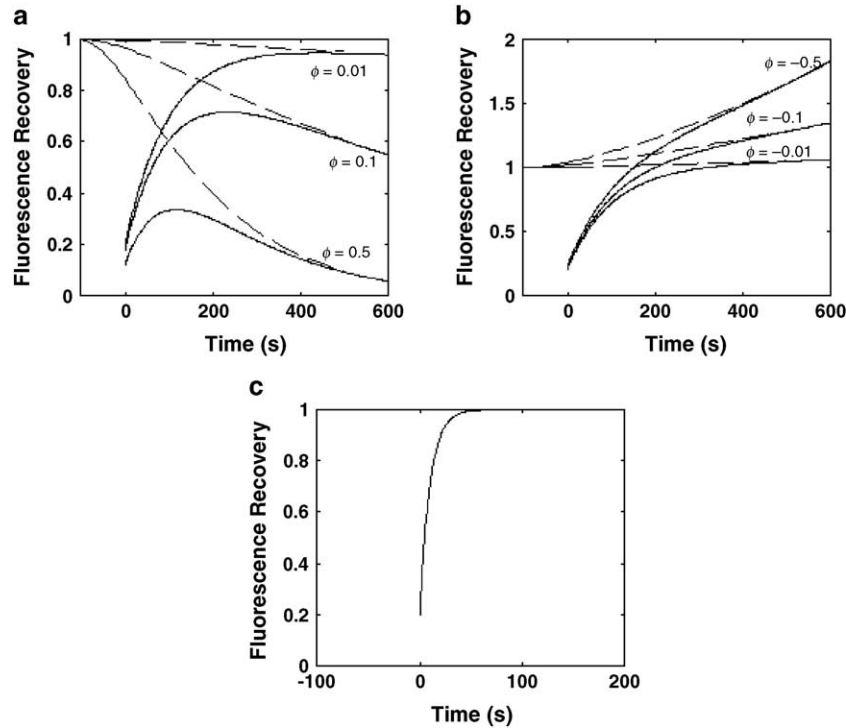 a
1
0.8
0.6
0.4
0.2
0
0
200
400
600
Fluorescence Recovery
Time (s)
ϕ = 0.01
ϕ = 0.1
ϕ = 0.5
b
2
1.5
1
0.5
0
0
200
400
600
Fluorescence Recovery
Time (s)
ϕ = −0.5
ϕ = −0.1
ϕ = −0.01
c
1
0.8
0.6
0.4
0.2
0
-100
0
100
200
Fluorescence Recovery
Time (s)